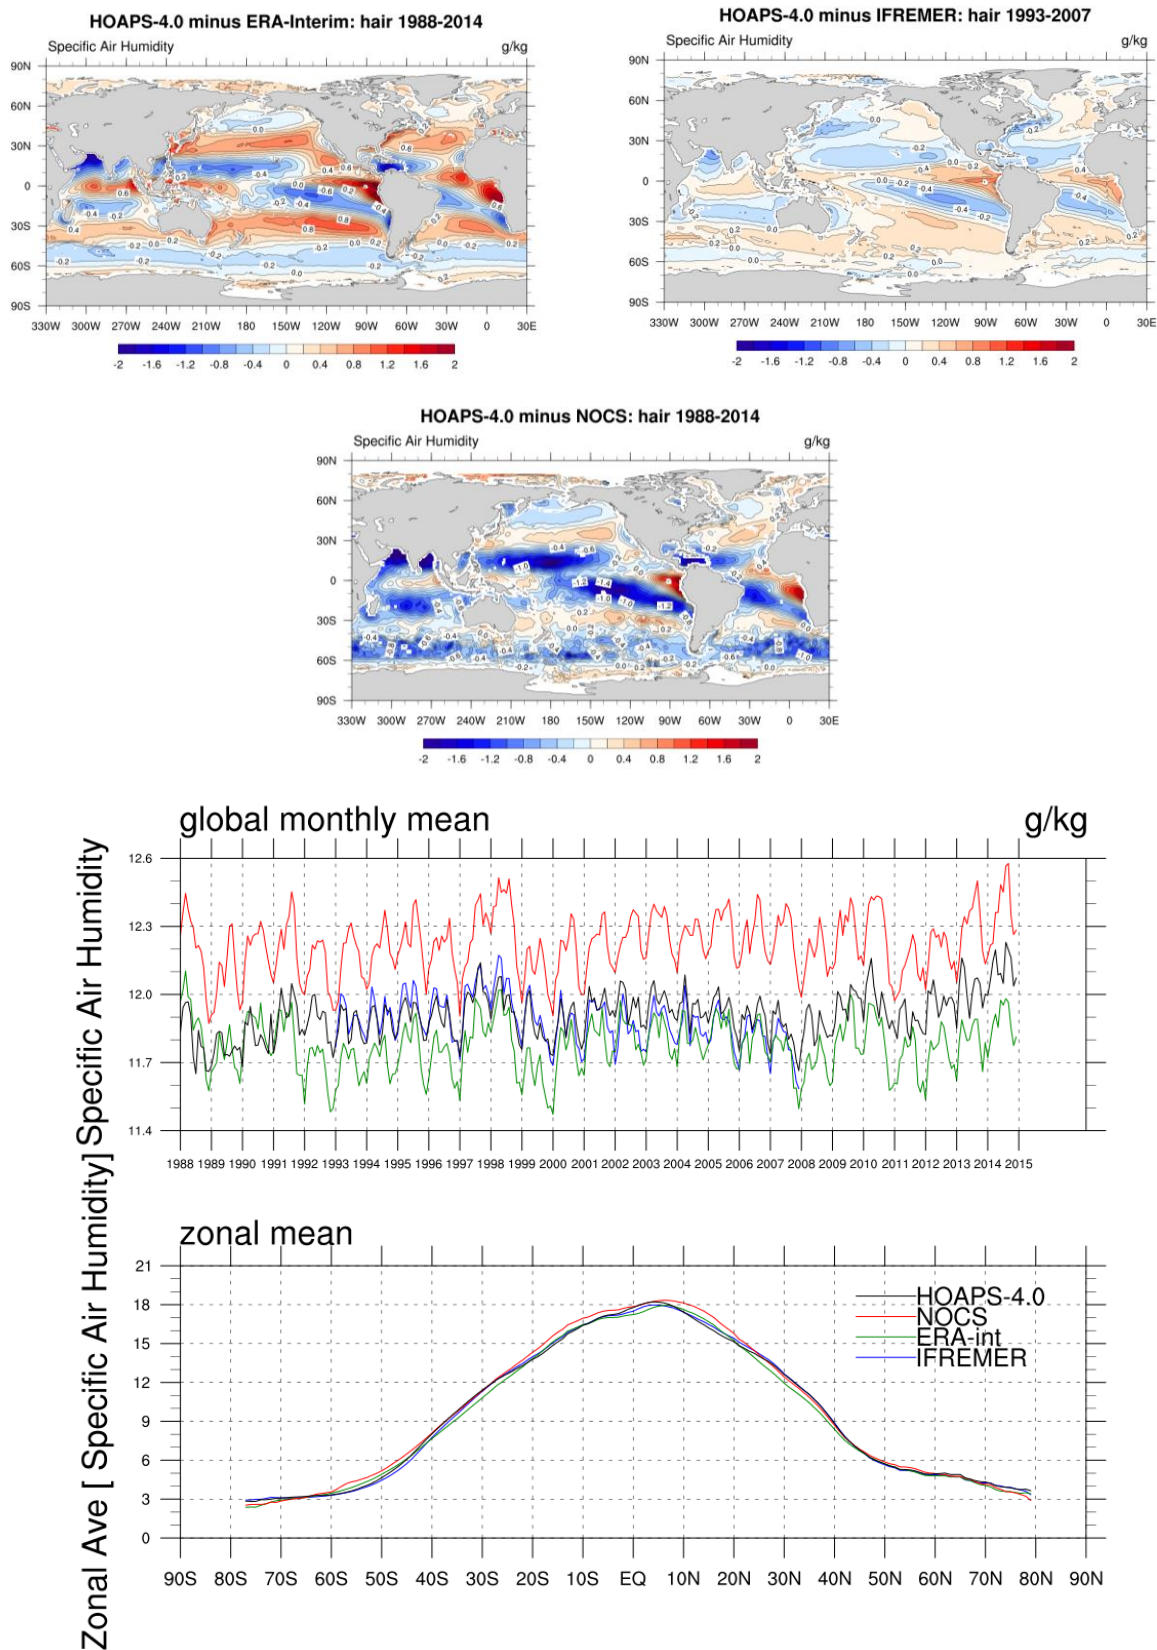 HOAPS-4.0 minus ERA-Interim: hair 1988-2014
Specific Air Humidity g/kg
90N
60N
30N
0
30S
60S
90S
330W 300W 270W 240W 210W 180 150W 120W 90W 60W 30W 0 30E
-2 -1.6 -1.2 -0.8 -0.4 0 0.4 0.8 1.2 1.6 2
HOAPS-4.0 minus IFREMER: hair 1993-2007
Specific Air Humidity g/kg
90N
60N
30N
0
30S
60S
90S
330W 300W 270W 240W 210W 180 150W 120W 90W 60W 30W 0 30E
-2 -1.6 -1.2 -0.8 -0.4 0 0.4 0.8 1.2 1.6 2
HOAPS-4.0 minus NOCS: hair 1988-2014
Specific Air Humidity g/kg
90N
60N
30N
0
30S
60S
90S
330W 300W 270W 240W 210W 180 150W 120W 90W 60W 30W 0 30E
-2 -1.6 -1.2 -0.8 -0.4 0 0.4 0.8 1.2 1.6 2
global monthly mean g/kg
Specific Air Humidity
12.6
12.3
12.0
11.7
11.4
1988 1989 1990 1991 1992 1993 1994 1995 1996 1997 1998 1999 2000 2001 2002 2003 2004 2005 2006 2007 2008 2009 2010 2011 2012 2013 2014 2015
zonal mean
Zonal Ave [ Specific Air Humidity]
21
18
15
12
9
6
3
0
HOAPS-4.0
NOCS
ERA-int
IFREMER
90S 80S 70S 60S 50S 40S 30S 20S 10S EQ 10N 20N 30N 40N 50N 60N 70N 80N 90N